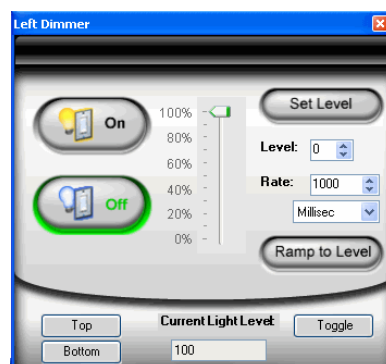 Left Dimmer
On
Off
100%
80%
60%
40%
20%
0%
Set Level
Level: 0
Rate: 1000
Millisec
Ramp to Level
Top
Bottom
Current Light Level:
100
Toggle